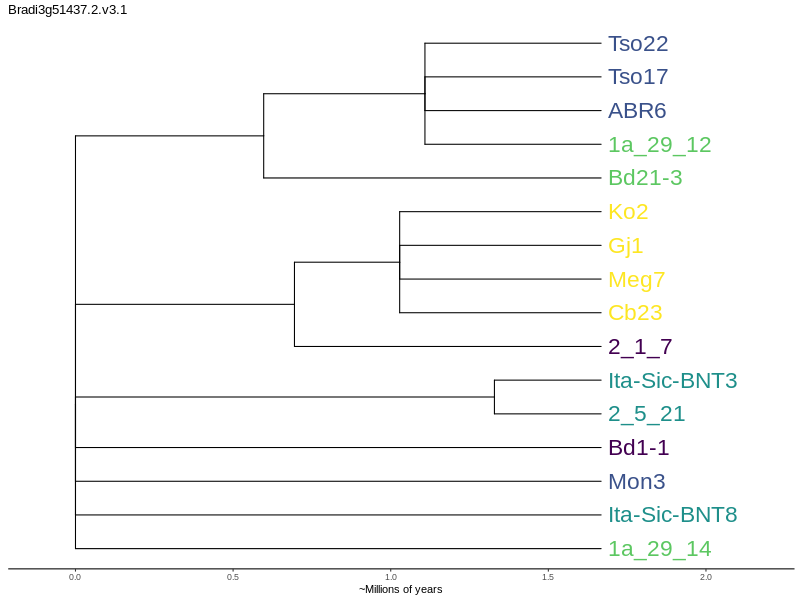 Bradi3g51437.2.v3.1
Tso22
Tso17
ABR6
1a_29_12
Bd21-3
Ko2
Gj1
Meg7
Cb23
2_1_7
Ita-Sic-BNT3
2_5_21
Bd1-1
Mon3
Ita-Sic-BNT8
1a_29_14
0.0 0.5 1.0 1.5 2.0
~Millions of years